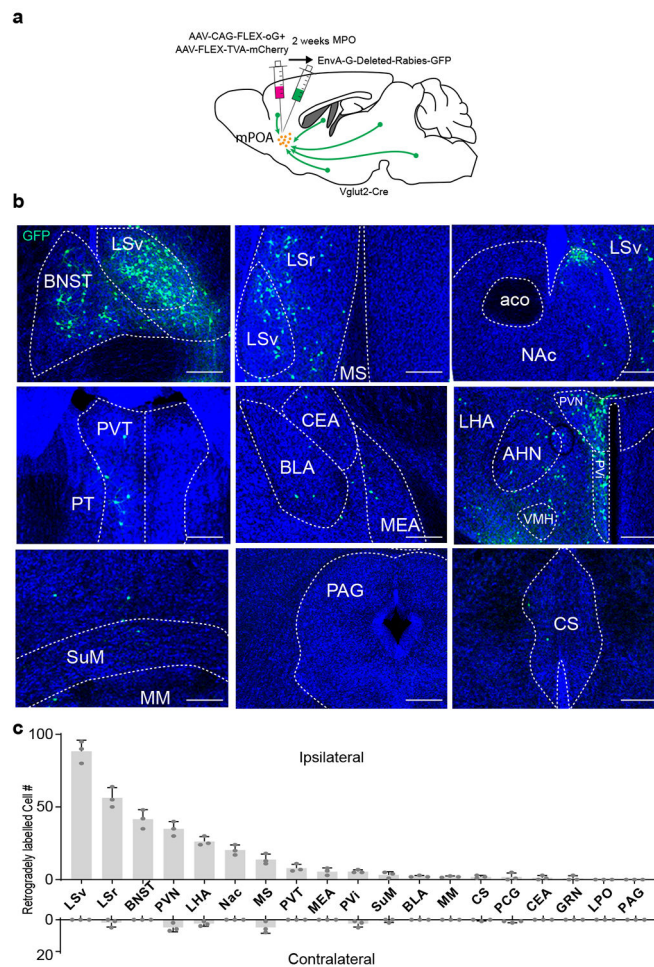 a
AAV-CAG-FLEX-oG+
AAV-FLEX-TVA-mCherry
2 weeks MPO
EnvA-G-Deleted-Rabies-GFP
mPOA
Vglut2-Cre
b
GFP
BNST
LSv
LSr
LSv
MS
LSv
aco
NAc
PVT
PT
CEA
BLA
MEA
LHA
PVN
AHN
PVi
VMH
SuM
MM
PAG
CS
c
Retrogradely labelled Cell #
100
50
0
Ipsilateral
LSv LSr BNST PVN LHA Nac MS PVT MEA PVi SuM BLA MM CS PCG CEA GRN LPO PAG
0
20
Contralateral